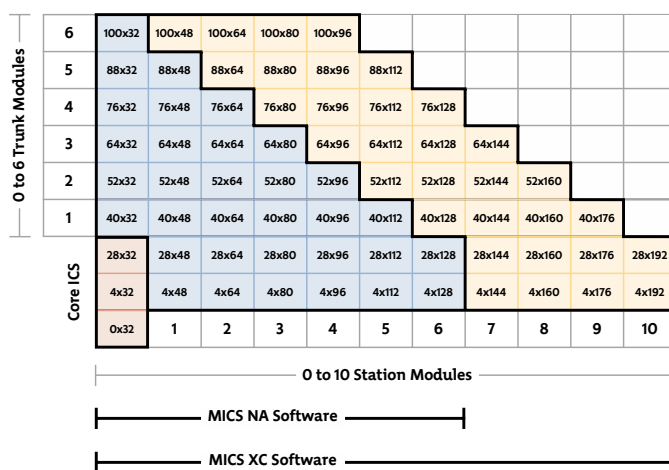 6 100x32 100x48 100x64 100x80 100x96
5 88x32 88x48 88x64 88x80 88x96 88x112
4 76x32 76x48 76x64 76x80 76x96 76x112 76x128
3 64x32 64x48 64x64 64x80 64x96 64x112 64x128 64x144
2 52x32 52x48 52x64 52x80 52x96 52x112 52x128 52x144 52x160
1 40x32 40x48 40x64 40x80 40x96 40x112 40x128 40x144 40x160 40x176
28x32 28x48 28x64 28x80 28x96 28x112 28x128 28x144 28x160 28x176 28x192
4x32 4x48 4x64 4x80 4x96 4x112 4x128 4x144 4x160 4x176 4x192
0x32 1 2 3 4 5 6 7 8 9 10
0 to 6 Trunk Modules
Core ICS
0 to 10 Station Modules
MICS NA Software
MICS XC Software